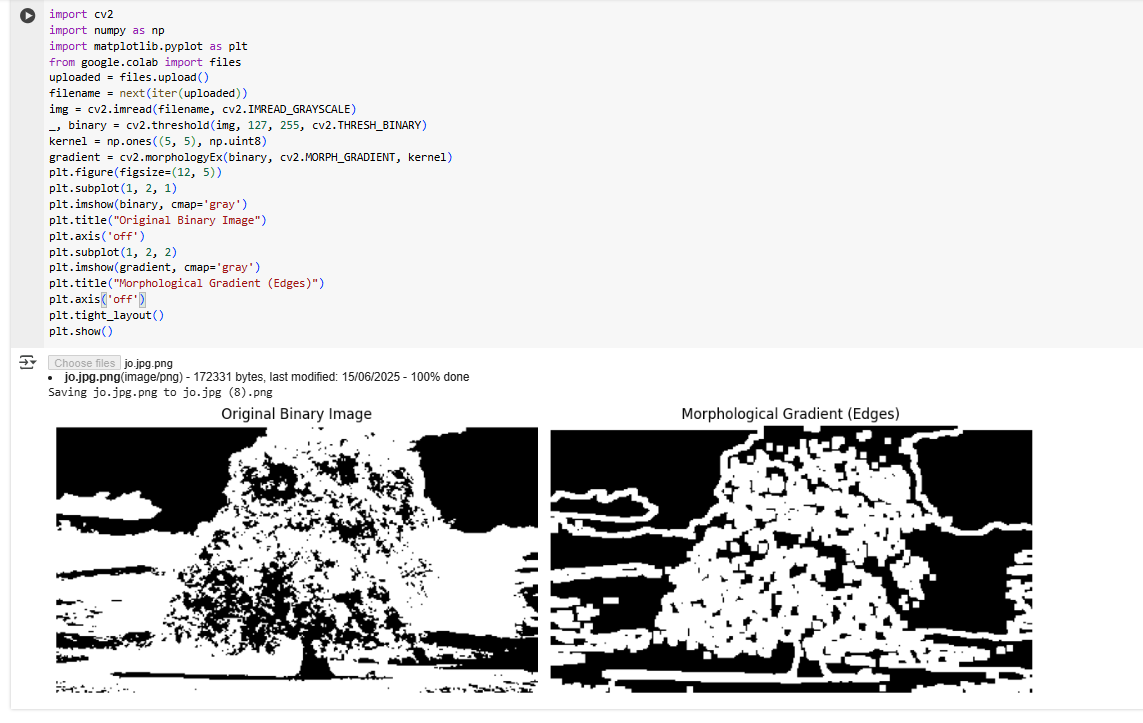 import cv2
import numpy as np
import matplotlib.pyplot as plt
from google.colab import files
uploaded = files.upload()
filename = next(iter(uploaded))
img = cv2.imread(filename, cv2.IMREAD_GRAYSCALE)
_, binary = cv2.threshold(img, 127, 255, cv2.THRESH_BINARY)
kernel = np.ones((5, 5), np.uint8)
gradient = cv2.morphologyEx(binary, cv2.MORPH_GRADIENT, kernel)
plt.figure(figsize=(12, 5))
plt.subplot(1, 2, 1)
plt.imshow(binary, cmap='gray')
plt.title("Original Binary Image")
plt.axis('off')
plt.subplot(1, 2, 2)
plt.imshow(gradient, cmap='gray')
plt.title("Morphological Gradient (Edges)")
plt.axis('off')
plt.tight_layout()
plt.show()
Choose files jo.jpg.png
• jo.jpg.png(image/png) - 172331 bytes, last modified: 15/06/2025 - 100% done
Saving jo.jpg.png to jo.jpg (8).png
Original Binary Image Morphological Gradient (Edges)